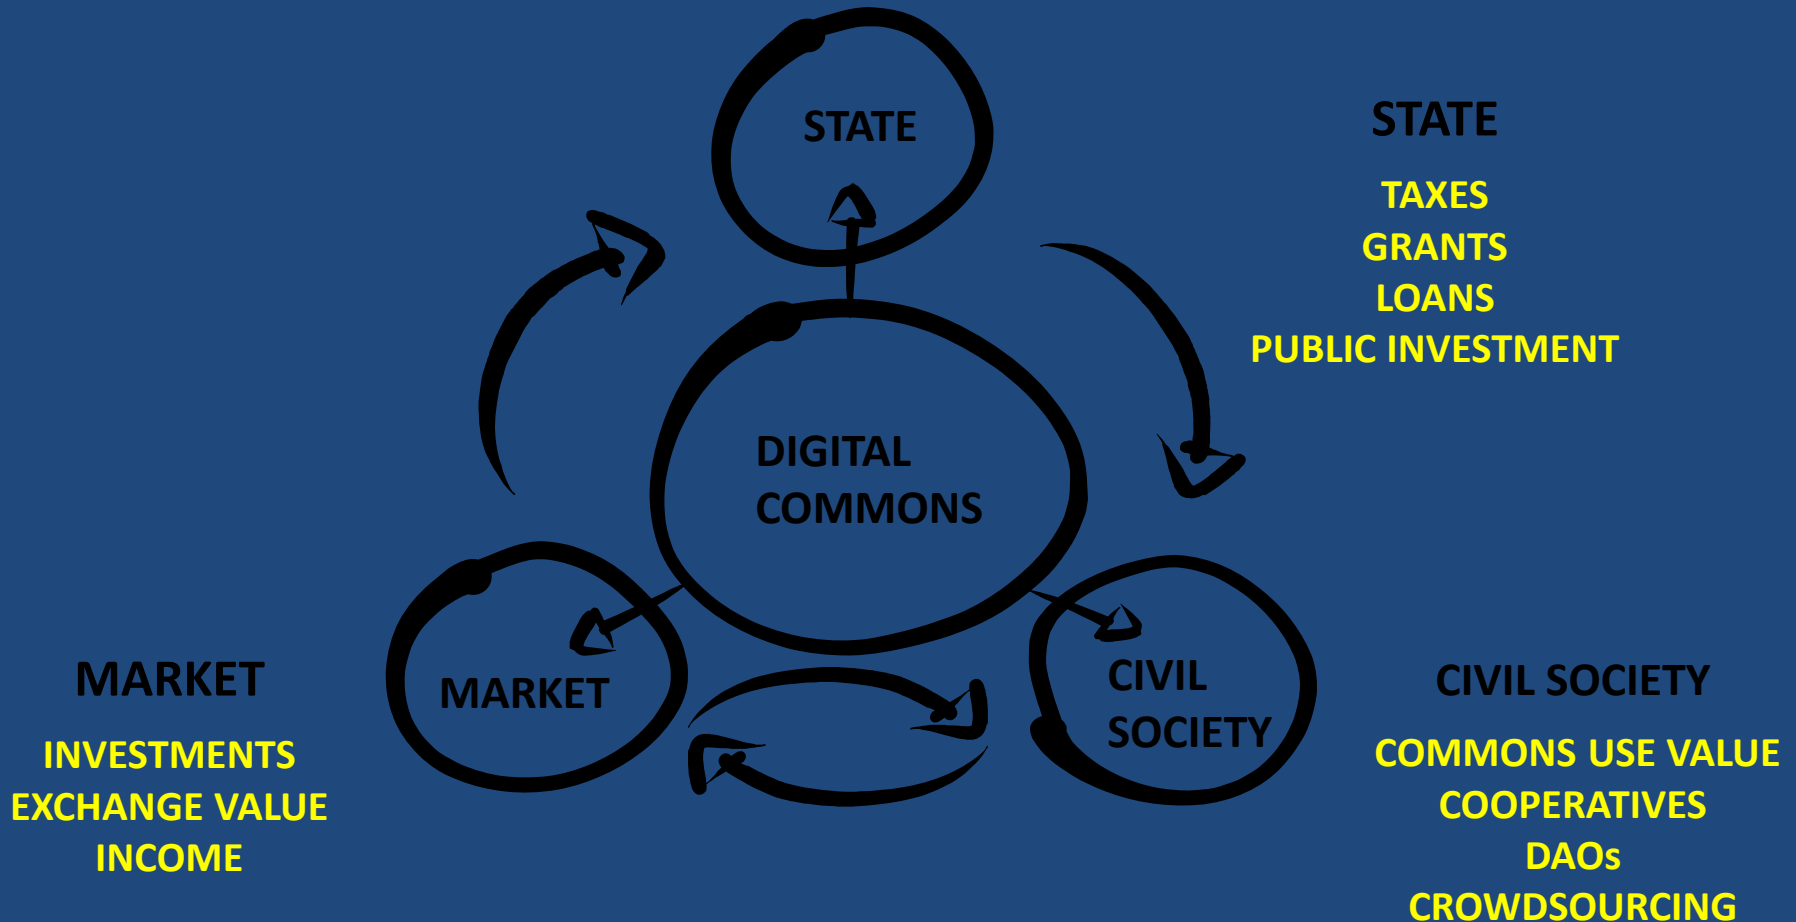 STATE
STATE
TAXES
GRANTS
LOANS
PUBLIC INVESTMENT
DIGITAL
COMMONS
MARKET
INVESTMENTS
EXCHANGE VALUE
INCOME
MARKET
CIVIL
SOCIETY
CIVIL SOCIETY
COMMONS USE VALUE
COOPERATIVES
DAOs
CROWDSOURCING